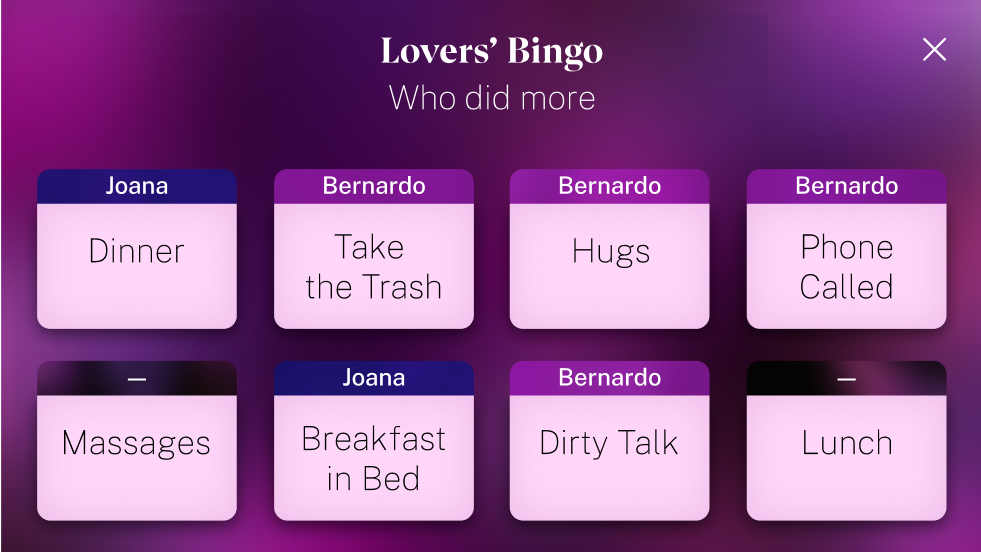 Lovers’ Bingo
Who did more
Joana
Dinner
Bernardo
Take
the Trash
Bernardo
Hugs
Bernardo
Phone
Called
—
Massages
Joana
Breakfast
in Bed
Bernardo
Dirty Talk
—
Lunch